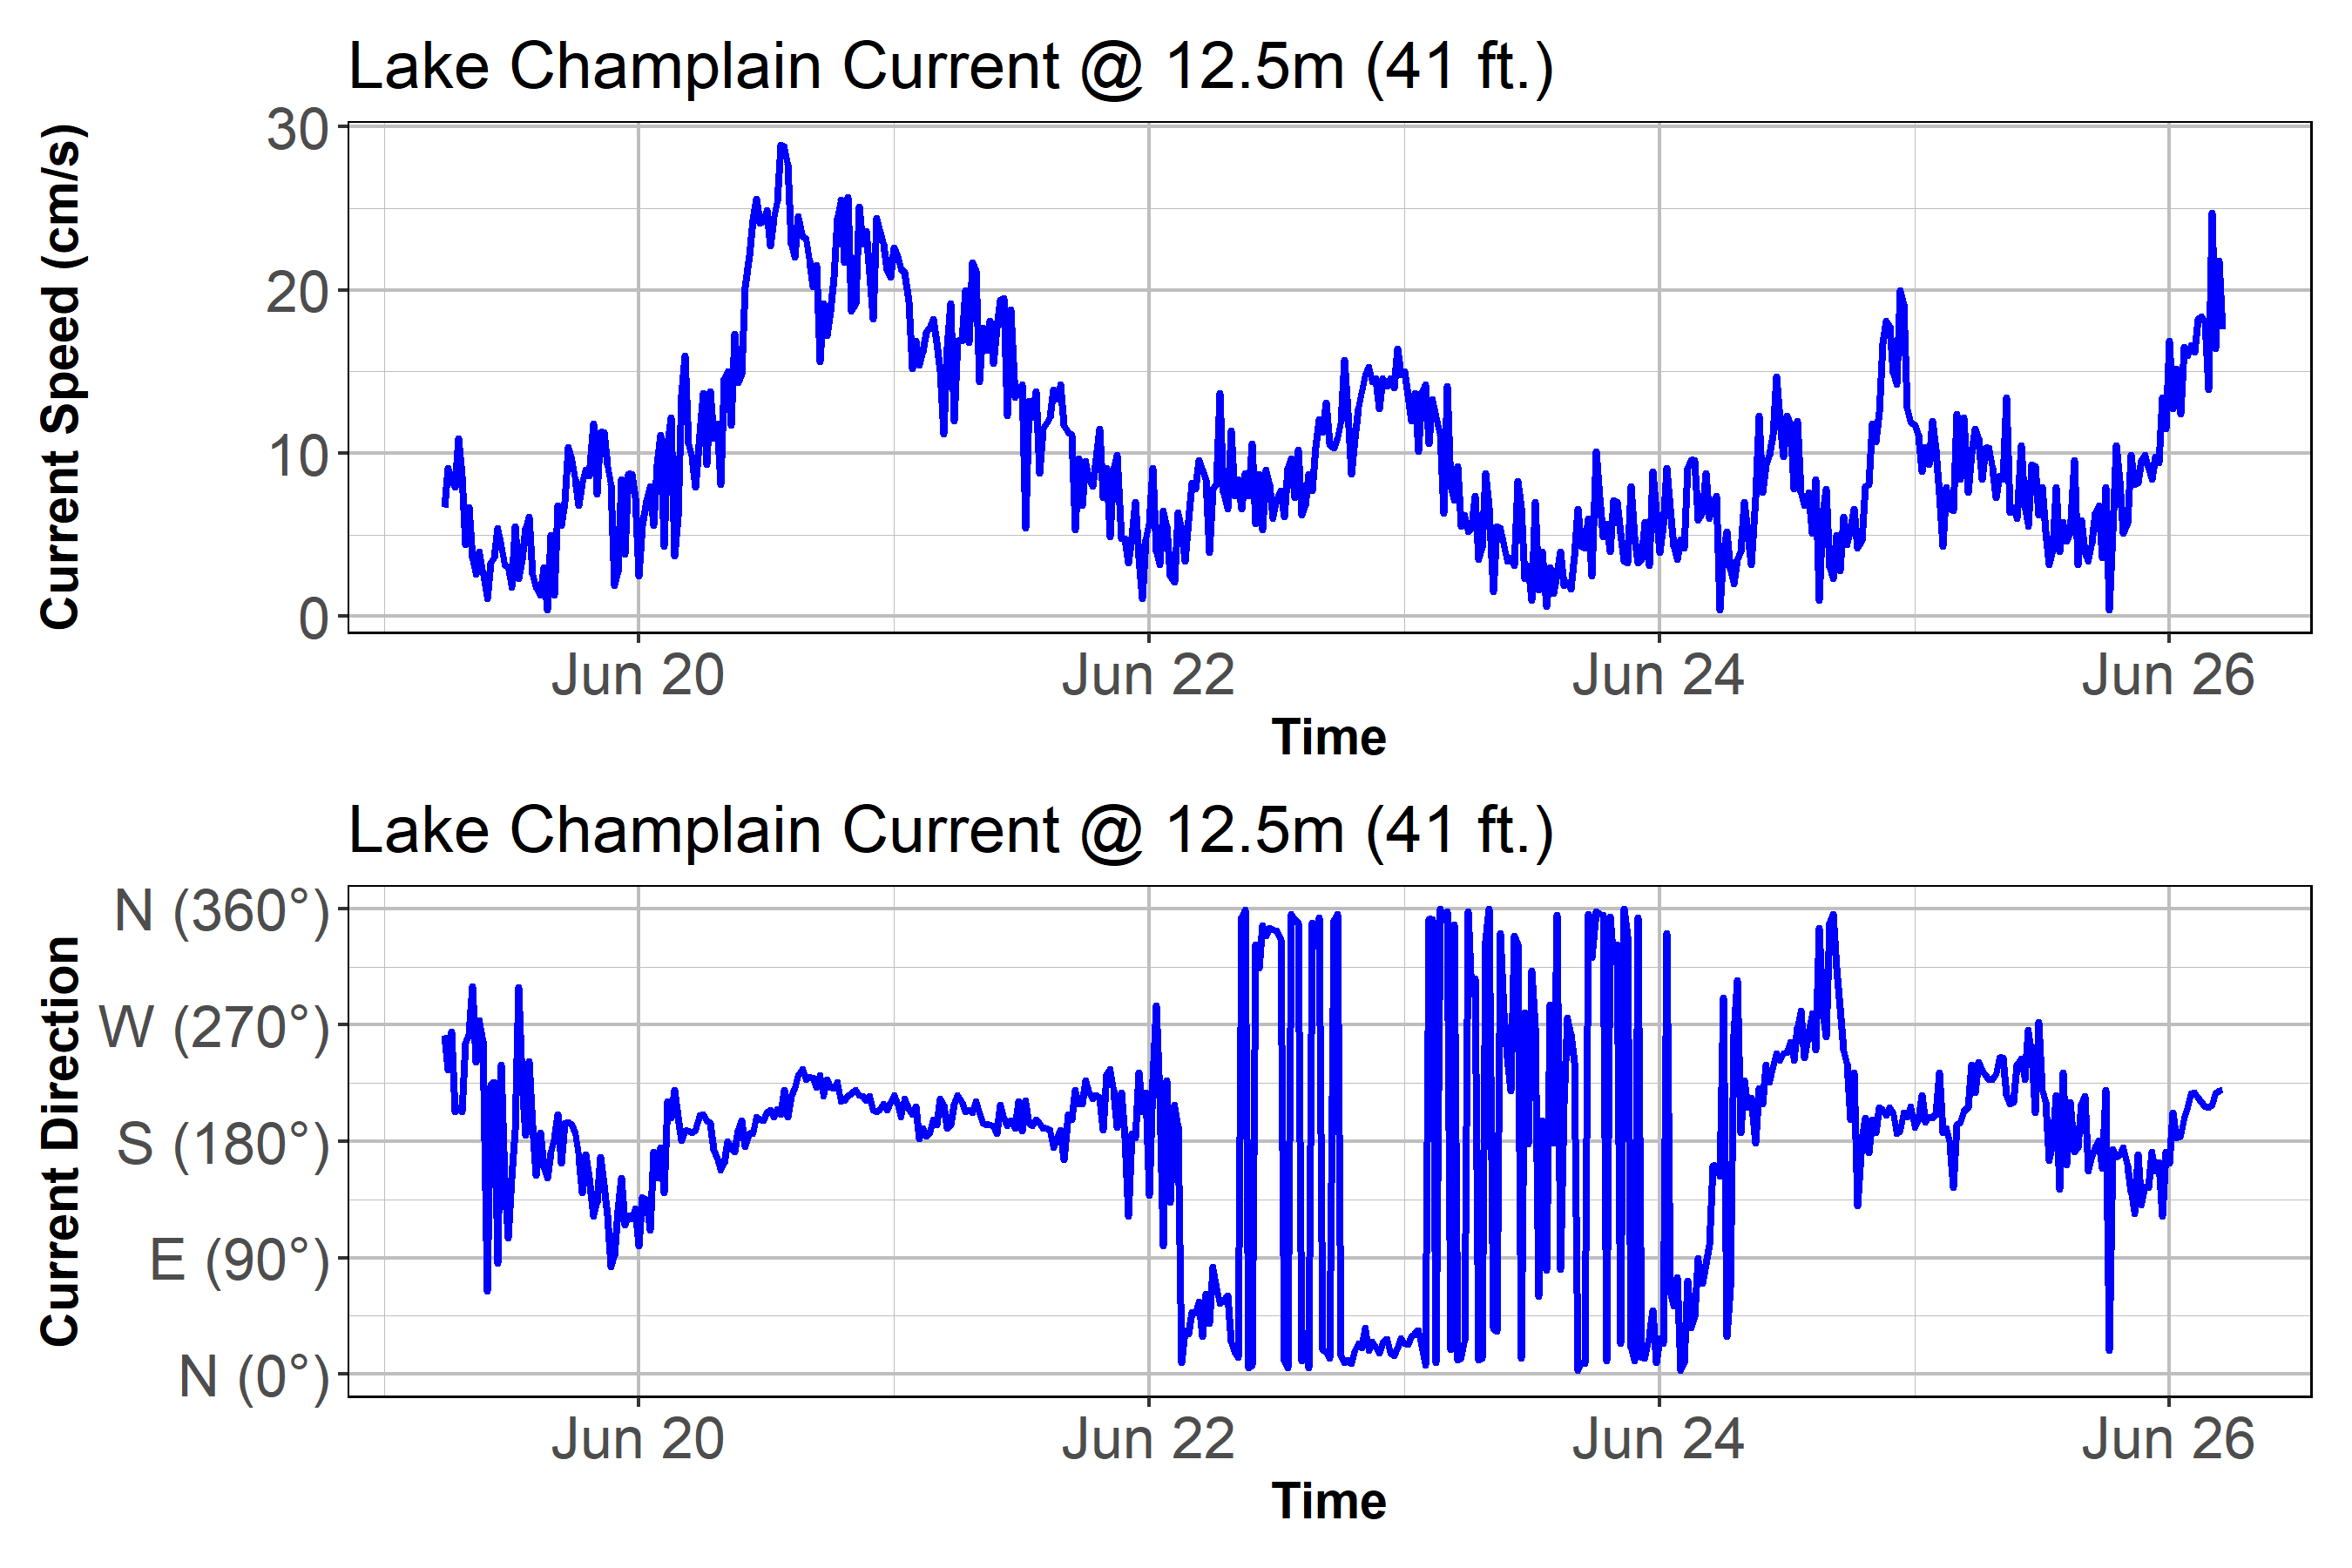 Lake Champlain Current @ 12.5m (41 ft.)
Current Speed (cm/s)
30
20
10
0
Jun 20 Jun 22 Jun 24 Jun 26
Time
Lake Champlain Current @ 12.5m (41 ft.)
Current Direction
N (360°)
W (270°)
S (180°)
E (90°)
N (0°)
Jun 20 Jun 22 Jun 24 Jun 26
Time